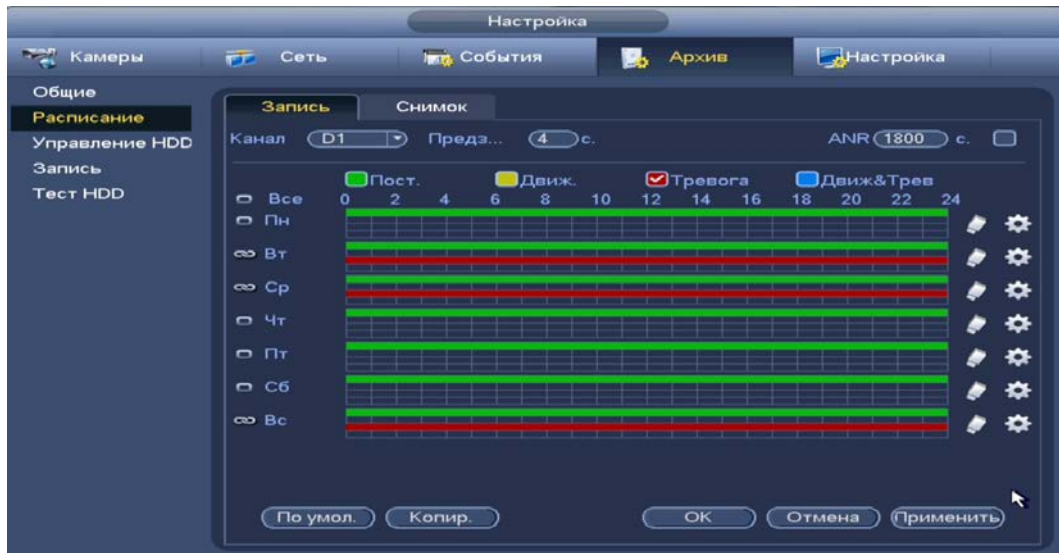 Настройка
Камеры Сеть События Архив Настройка
Общие
Расписание
Управление HDD
Запись
Тест HDD
Запись Снимок
Канал D1 Предз... 4 с. ANR 1800 с.
Пост. Движ. Тревога Движ&Трев
Все 0 2 4 6 8 10 12 14 16 18 20 22 24
Пн
Вт
Ср
Чт
Пт
Сб
Вс
По умол. Копир. OK Отмена Применить